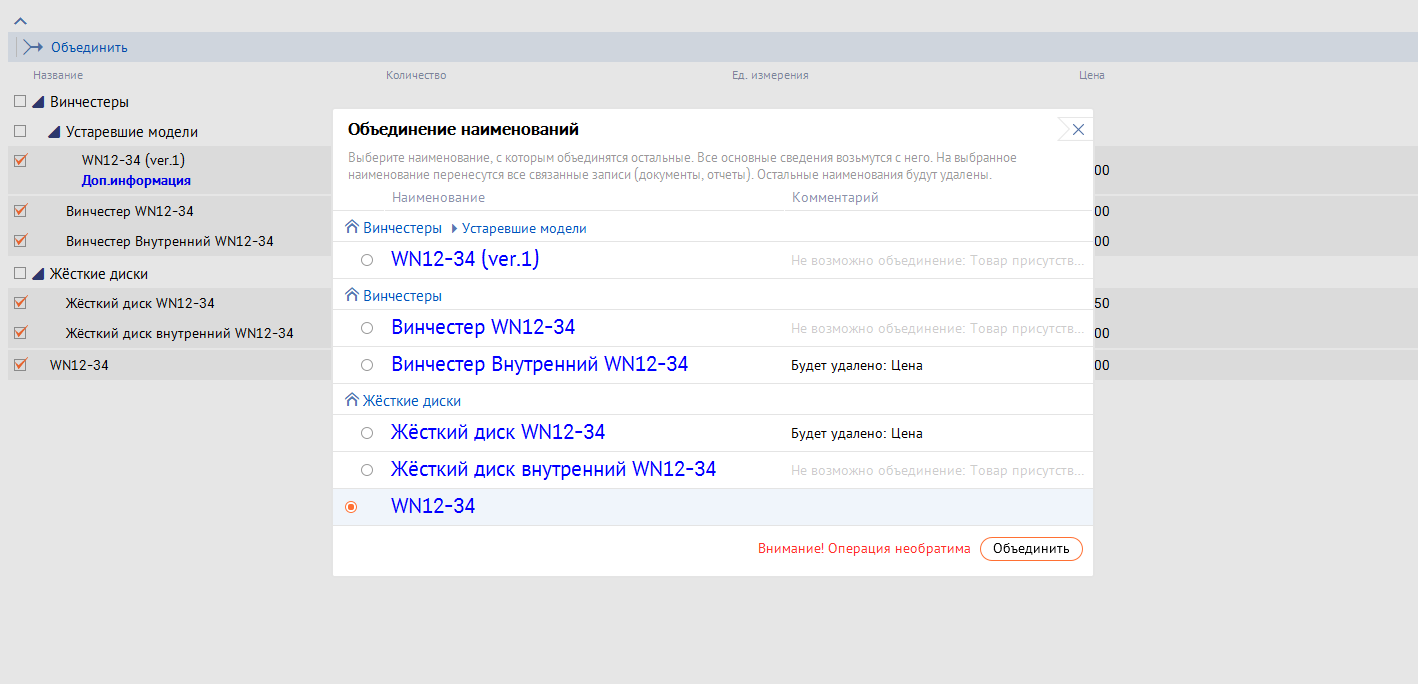 Объединить
Название Количество Ед. измерения Цена
Винчестеры
Устаревшие модели
WN12-34 (ver.1)
Доп.информация
00
Винчестер WN12-34 00
Винчестер Внутренний WN12-34 00
Жёсткие диски
Жёсткий диск WN12-34 50
Жёсткий диск внутренний WN12-34 00
WN12-34 00
Объединение наименований
Выберите наименование, с которым объединятся остальные. Все основные сведения возьмутся с него. На выбранное
наименование перенесутся все связанные записи (документы, отчеты). Остальные наименования будут удалены.
Наименование Комментарий
Винчестеры Устаревшие модели
WN12-34 (ver.1) Не возможно объединение: Товар присутств...
Винчестеры
Винчестер WN12-34 Не возможно объединение: Товар присутств...
Винчестер Внутренний WN12-34 Будет удалено: Цена
Жёсткие диски
Жёсткий диск WN12-34 Будет удалено: Цена
Жёсткий диск внутренний WN12-34 Не возможно объединение: Товар присутств...
WN12-34
Внимание! Операция необратима Объединить